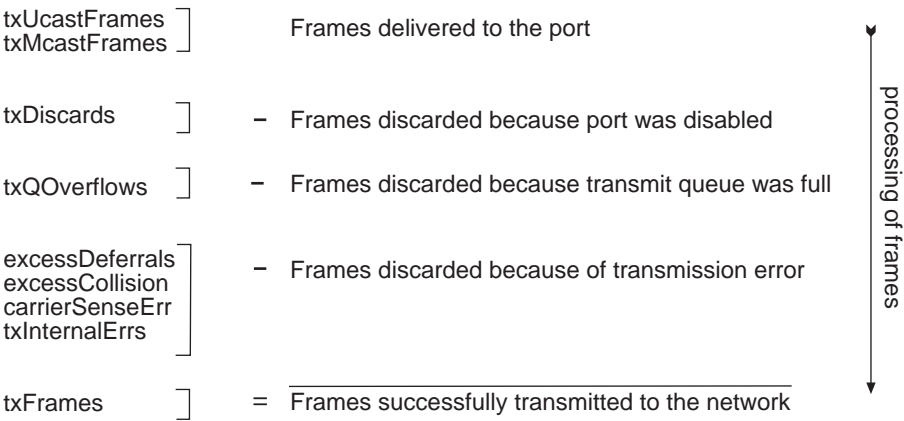 txUcastFrames
txMcastFrames
Frames delivered to the port
txDiscards
– Frames discarded because port was disabled
txQOverflows
– Frames discarded because transmit queue was full
excessDeferrals
excessCollision
carrierSenseErr
txInternalErrs
– Frames discarded because of transmission error
txFrames
= Frames successfully transmitted to the network
processing of frames